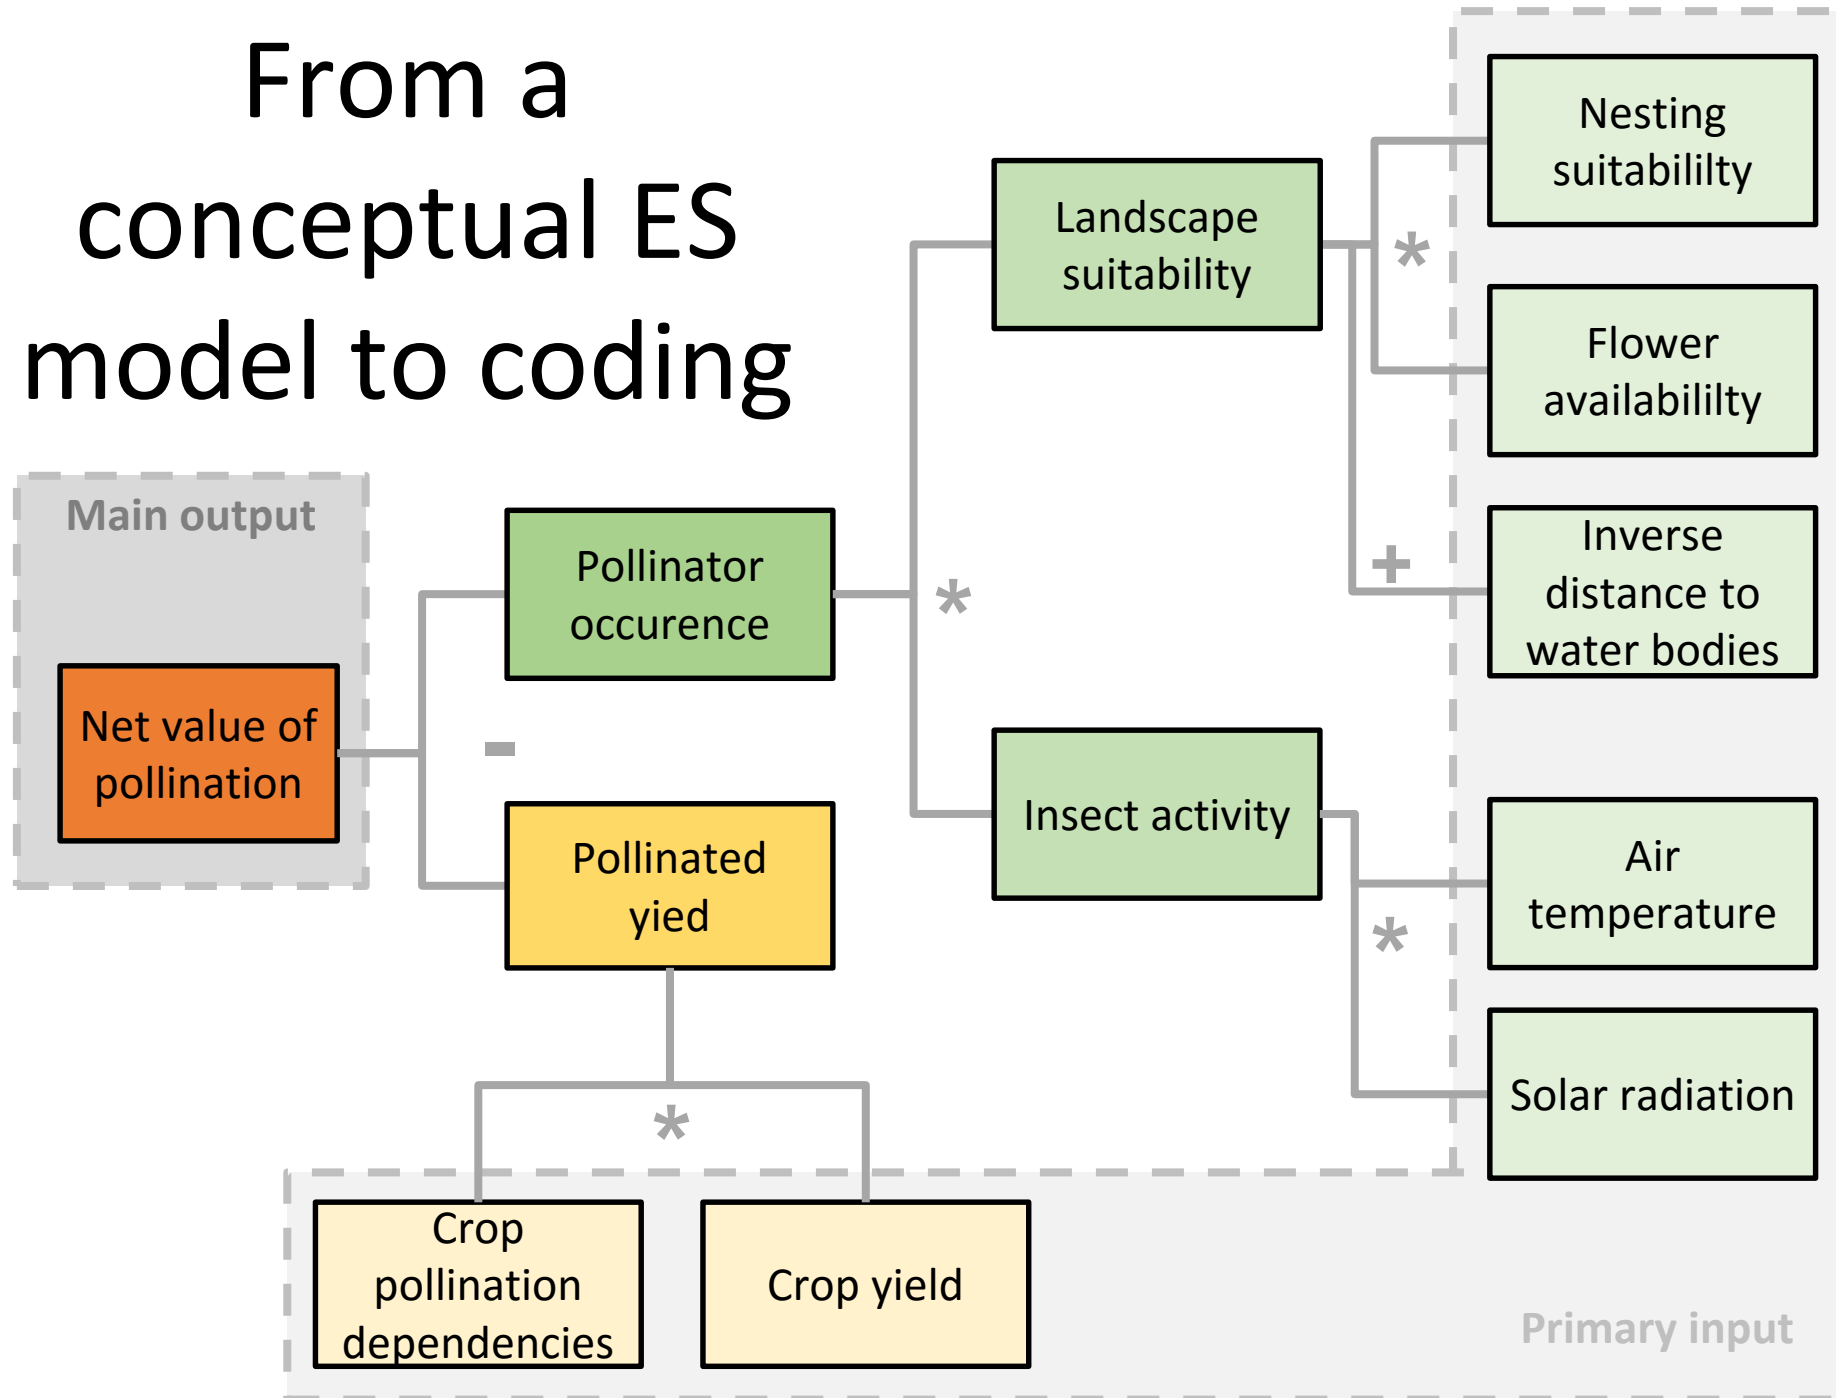 From a
conceptual ES
model to coding
Main output
Net value of
pollination
Pollinator
occurence
-
Pollinated
yied
*
Crop
pollination
dependencies
Crop yield
*
Landscape
suitability
Insect activity
*
+
*
Nesting
suitabililty
Flower
availabililty
Inverse
distance to
water bodies
Air
temperature
Solar radiation
Primary input